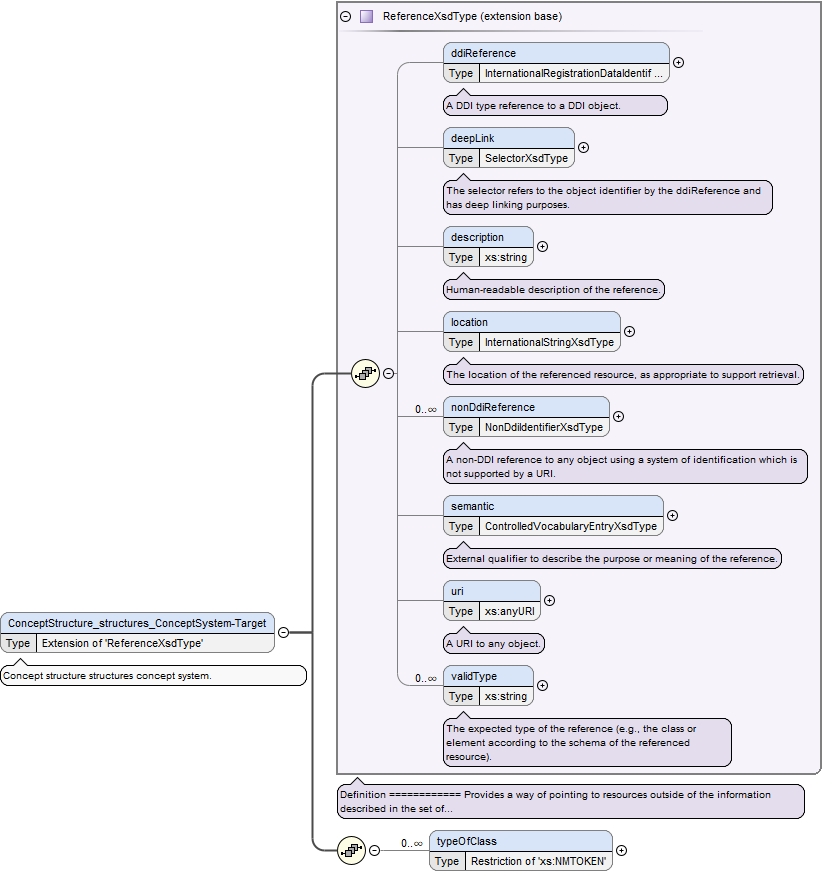 ReferenceXsdType (extension base)
ddiReference
Type InternationalRegistrationDataIdentif ...
A DDI type reference to a DDI object.
deepLink
Type SelectorXsdType
The selector refers to the object identifier by the ddiReference and
has deep linking purposes.
description
Type xs:string
Human-readable description of the reference.
location
Type InternationalStringXsdType
The location of the referenced resource, as appropriate to support retrieval.
0..∞ nonDdiReference
Type NonDdiIdentifierXsdType
A non-DDI reference to any object using a system of identification which is
not supported by a URI.
semantic
Type ControlledVocabularyEntryXsdType
External qualifier to describe the purpose or meaning of the reference.
uri
Type xs:anyURI
A URI to any object.
0..∞ validType
Type xs:string
The expected type of the reference (e.g., the class or
element according to the schema of the referenced
resource).
ConceptStructure_structures_ConceptSystem-Target
Type Extension of 'ReferenceXsdType'
Concept structure structures concept system.
Definition ============ Provides a way of pointing to resources outside of the information
described in the set of...
0..∞ typeOfClass
Type Restriction of 'xs:NMTOKEN'